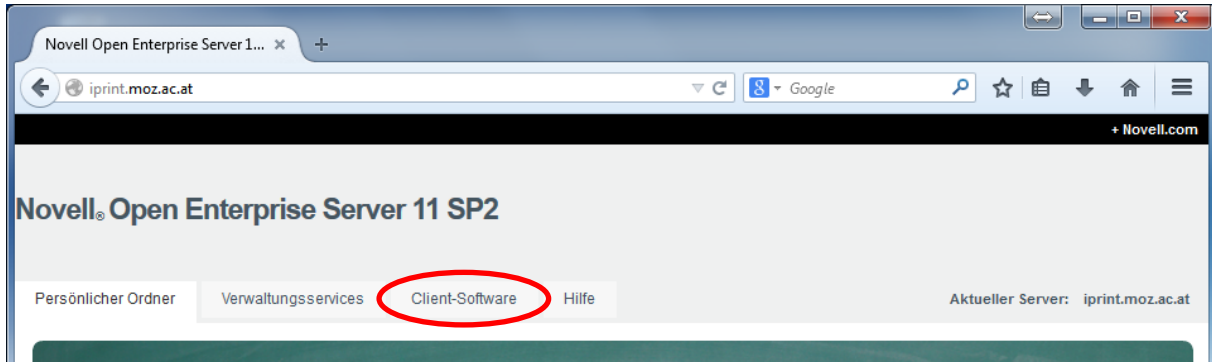 Novell Open Enterprise Server 1...
iprint.moz.ac.at
Google
+ Novell.com
Novell® Open Enterprise Server 11 SP2
Persönlicher Ordner Verwaltungsservices Client-Software Hilfe Aktueller Server: iprint.moz.ac.at